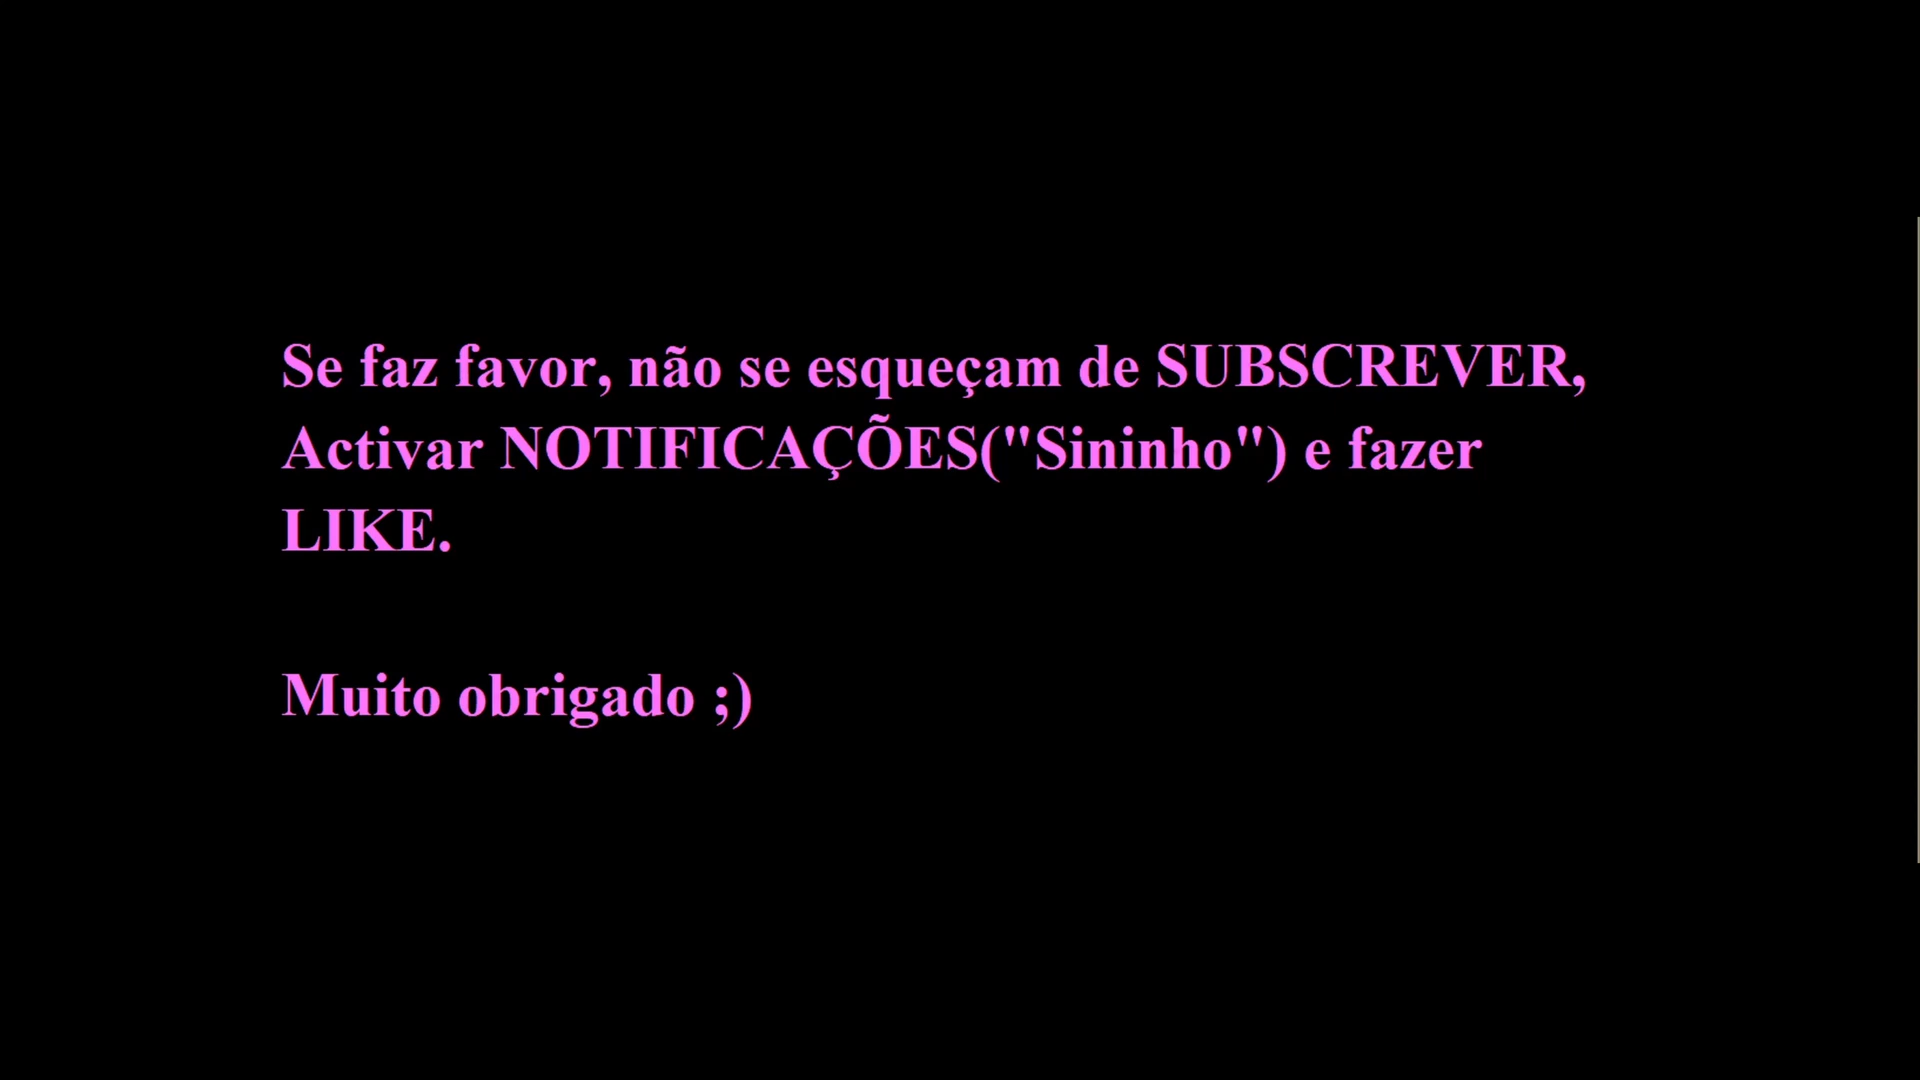 Se faz favor, não se esqueçam de SUBSCREVER,
Activar NOTIFICAÇÕES("Sininho") e fazer
LIKE.
Muito obrigado ;)